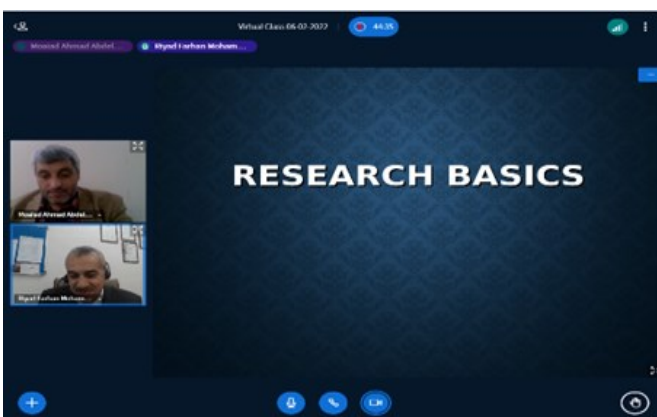 Virtual Class 06-02-2022
44:35
Moaiad Ahmad Abdel...
Riyad Farhan Moham...
RESEARCH BASICS
Moaiad Ahmad Abdel...
Riyad Farhan Moham...